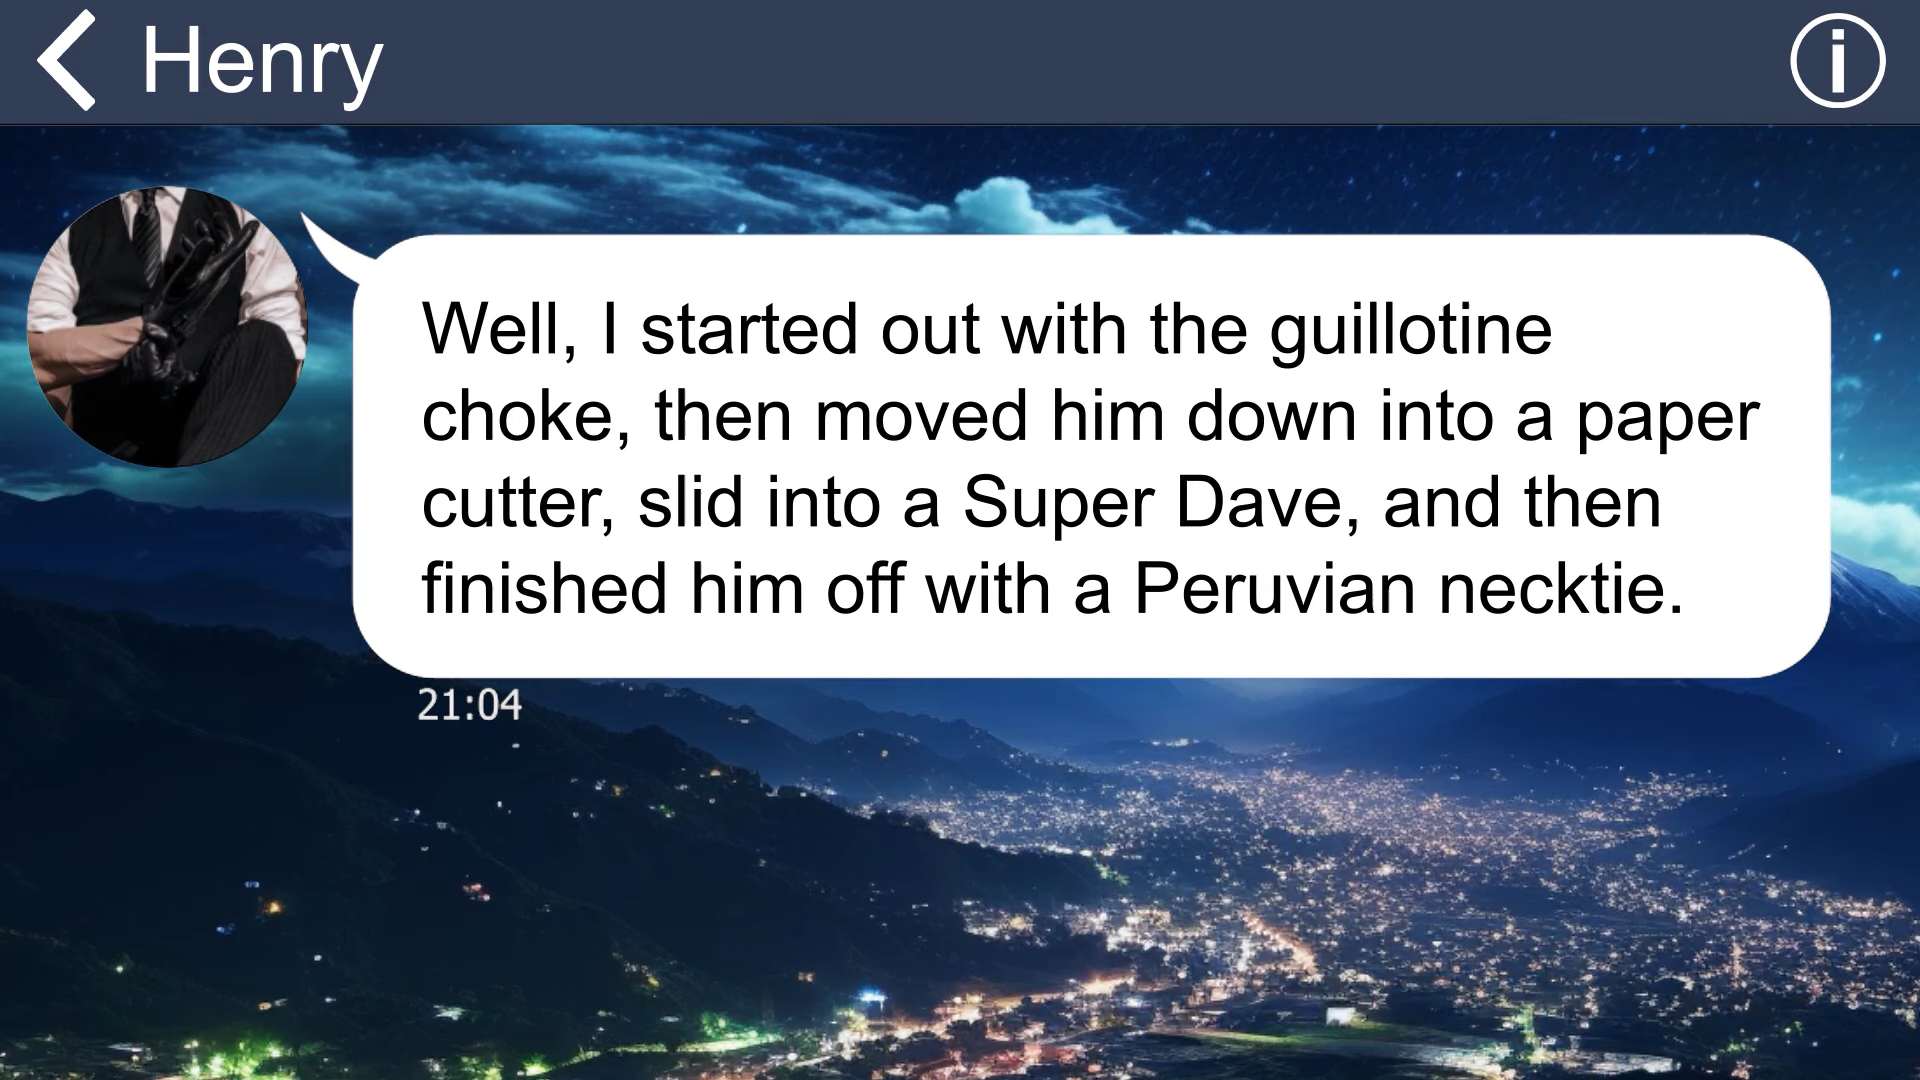 Henry
Well, I started out with the guillotine
choke, then moved him down into a paper
cutter, slid into a Super Dave, and then
finished him off with a Peruvian necktie.
21:04